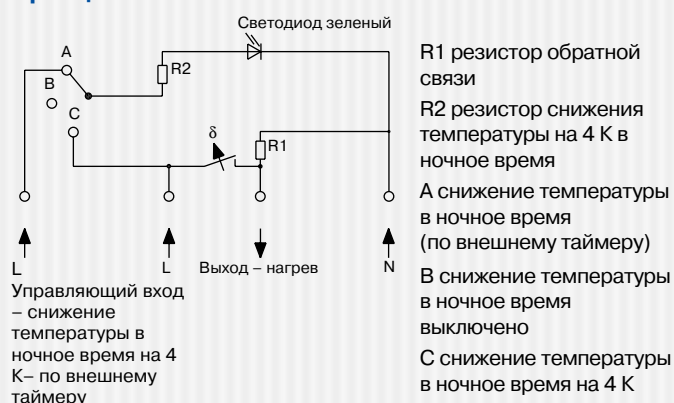 Светодиод зеленый
A
B
C
R2
δ
R1
L
L
Выход – нагрев
N
Управляющий вход
– снижение
температуры в
ночное время на 4
К– по внешнему
таймеру
R1 резистор обратной
связи
R2 резистор снижения
температуры на 4 К в
ночное время
А снижение температуры
в ночное время
(по внешнему таймеру)
В снижение температуры
в ночное время
выключено
С снижение температуры
в ночное время на 4 К